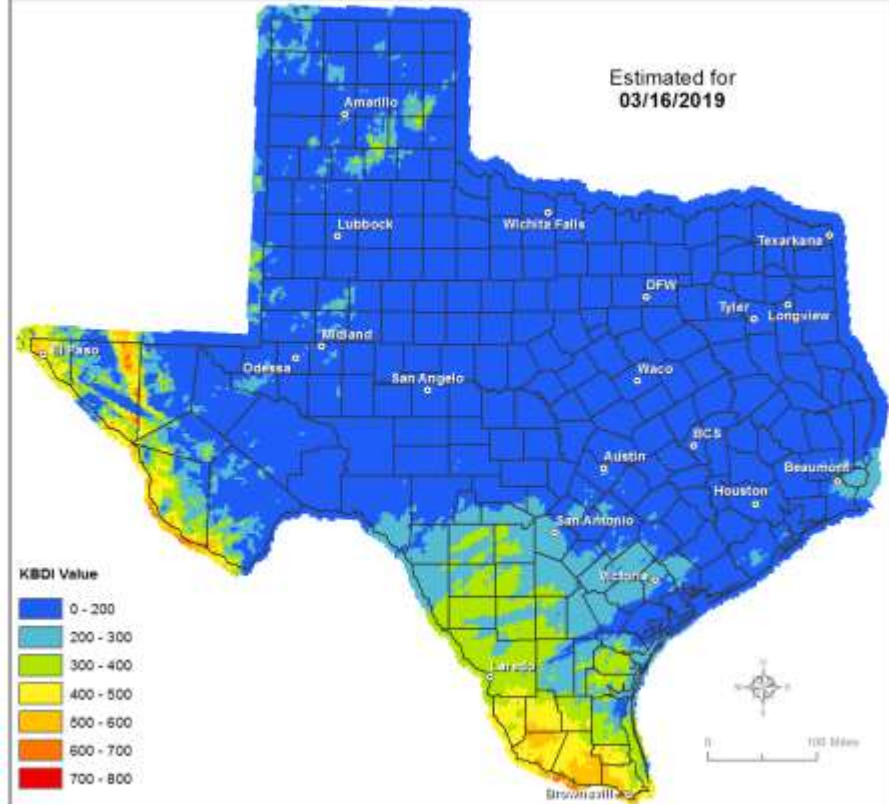 Estimated for
03/16/2019
Amarillo
Lubbock
Wichita Falls
Texarkana
DFW
Tyler
Longview
Midland
El Paso
Odessa
San Angelo
Waco
BCS
Austin
Beaumont
Houston
San Antonio
Victoria
Laredo
Brownsville
KBDI Value
0 - 200
200 - 300
300 - 400
400 - 500
500 - 600
600 - 700
700 - 800
0 100 Miles